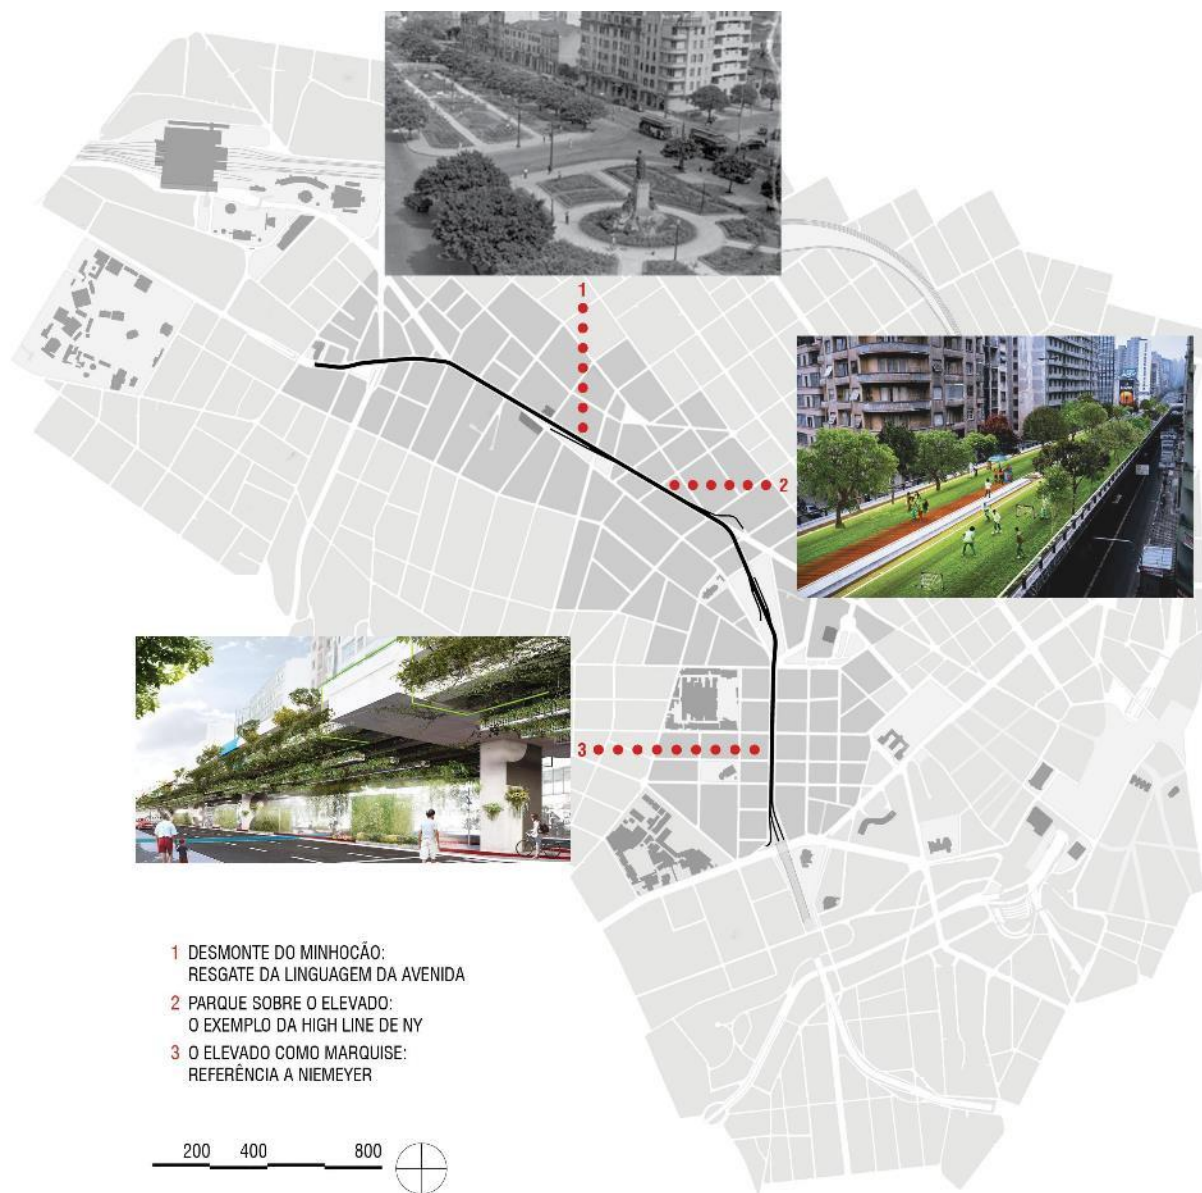 1
2
3
1 DESMONTE DO MINHOCÃO:
RESGATE DA LINGUAGEM DA AVENIDA
2 PARQUE SOBRE O ELEVADO:
O EXEMPLO DA HIGH LINE DE NY
3 O ELEVADO COMO MARQUISE:
REFERÊNCIA A NIEMEYER
200 400 800